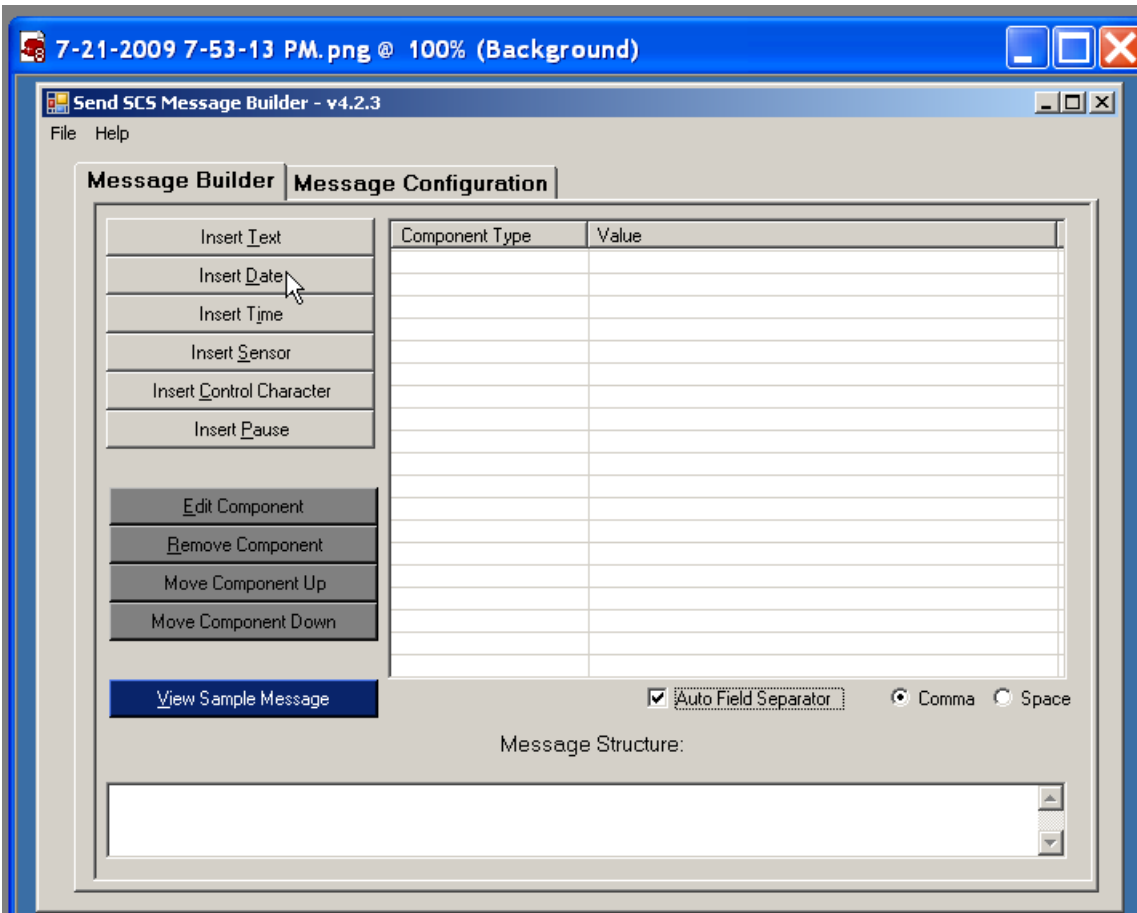 7-21-2009 7-53-13 PM.png @ 100% (Background)
Send SCS Message Builder - v4.2.3
File Help
Message Builder Message Configuration
Insert Text
Insert Date
Insert Time
Insert Sensor
Insert Control Character
Insert Pause
Edit Component
Remove Component
Move Component Up
Move Component Down
View Sample Message
Component Type Value
Auto Field Separator Comma Space
Message Structure: